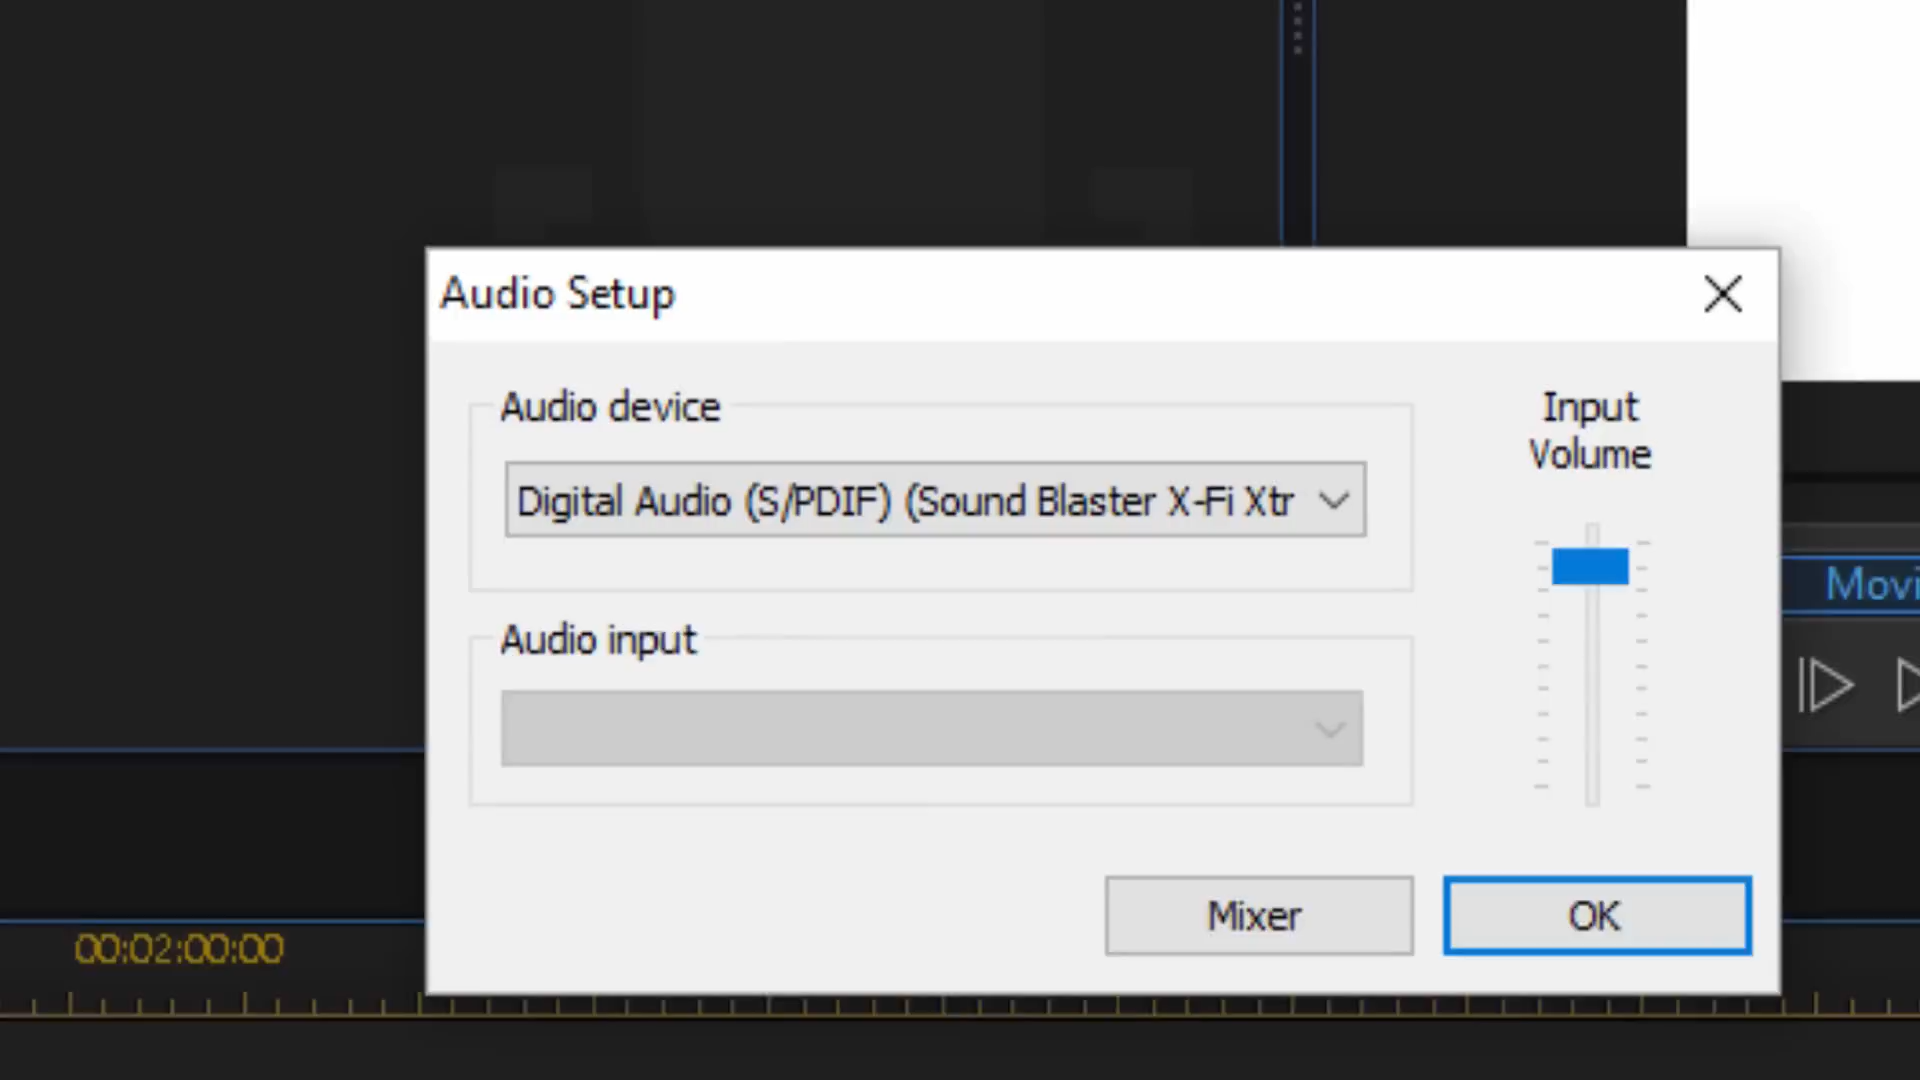 Audio Setup
Audio device
Digital Audio (S/PDIF) (Sound Blaster X-Fi Xtr
Input
Volume
Movi
Audio input
Mixer
OK
00:02:00:00